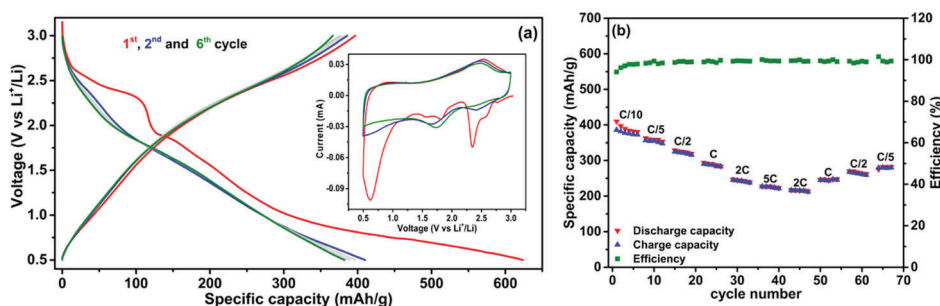 (a)
1st, 2nd and 6th cycle
Voltage (V vs Li+/Li)
3.0
2.5
2.0
1.5
1.0
0.5
0 100 200 300 400 500 600
Specific capacity (mAh/g)
Current (mA)
0.03
0.00
-0.03
-0.06
-0.09
0.5 1.0 1.5 2.0 2.5 3.0
Voltage (V vs Li+/Li)
(b)
Specific capacity (mAh/g)
700
600
500
400
300
200
100
0
C/10 C/5 C/2 C 2C 5C 2C C C/2 C/5
Discharge capacity
Charge capacity
Efficiency
0 10 20 30 40 50 60 70
cycle number
120
100
80
60
40
20
0
Efficiency (%)